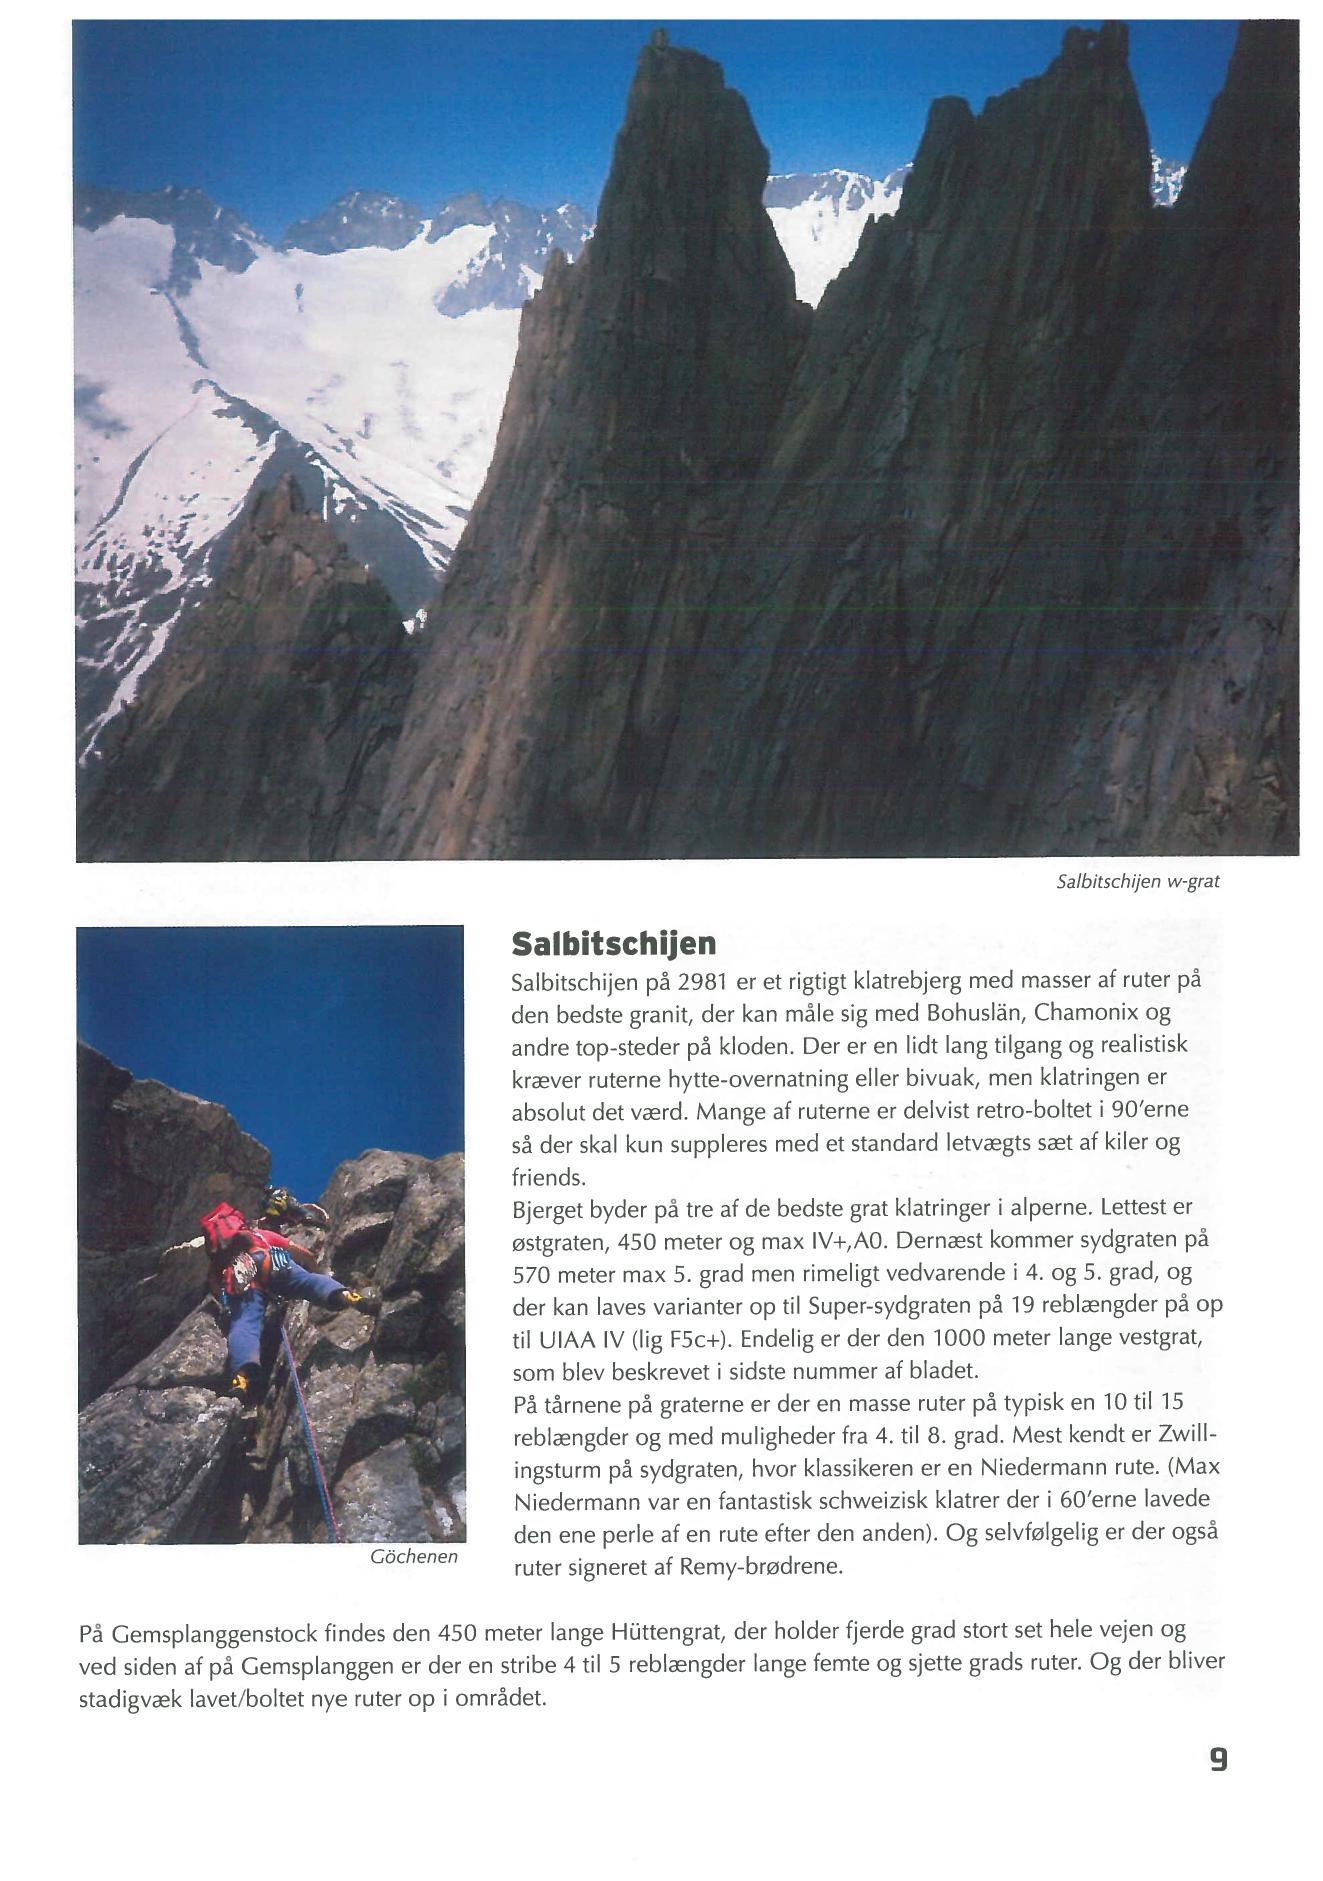 Salbitschijen w-grat
Salbitschijen
Salbitschijen på 2981 er et rigtigt klatrebjerg med masser af ruter på
den bedste granit, der kan måle sig med Bohuslän, Chamonix og
andre top-steder på kloden. Der er en lidt lang tilgang og realistisk
kræver ruterne hytte-overnatning eller bivuak, men klatringen er
absolut det værd. Mange af ruterne er delvist retro-boltet i 90'erne
så der skal kun suppleres med et standard letvægts sæt af kiler og
friends.
Bjerget byder på tre af de bedste grat klatringer i alperne. Lettest er
østgraten, 450 meter og max IV+,A0. Dernæst kommer sydgraten på
570 meter max 5. grad men rimeligt vedvarende i 4. og 5. grad, og
der kan laves varianter op til Super-sydgraten på 19 reblængder på op
til UIAA IV (lig F5c+). Endelig er der den 1000 meter lange vestgrat,
som blev beskrevet i sidste nummer af bladet.
På tårnene på graterne er der en masse ruter på typisk en 10 til 15
reblængder og med muligheder fra 4. til 8. grad. Mest kendt er Zwill-
ingsturm på sydgraten, hvor klassikeren er en Niedermann rute. (Max
Niedermann var en fantastisk schweizisk klatrer der i 60'erne lavede
den ene perle af en rute efter den anden). Og selvfølgelig er der også
ruter signeret af Remy-brødrene.
Göchenen
På Gemsplanggenstock findes den 450 meter lange Hüttengrat, der holder fjerde grad stort set hele vejen og
ved siden af på Gemsplanggen er der en stribe 4 til 5 reblængder lange femte og sjette grads ruter. Og der bliver
stadigvæk lavet/boltet nye ruter op i området.
9